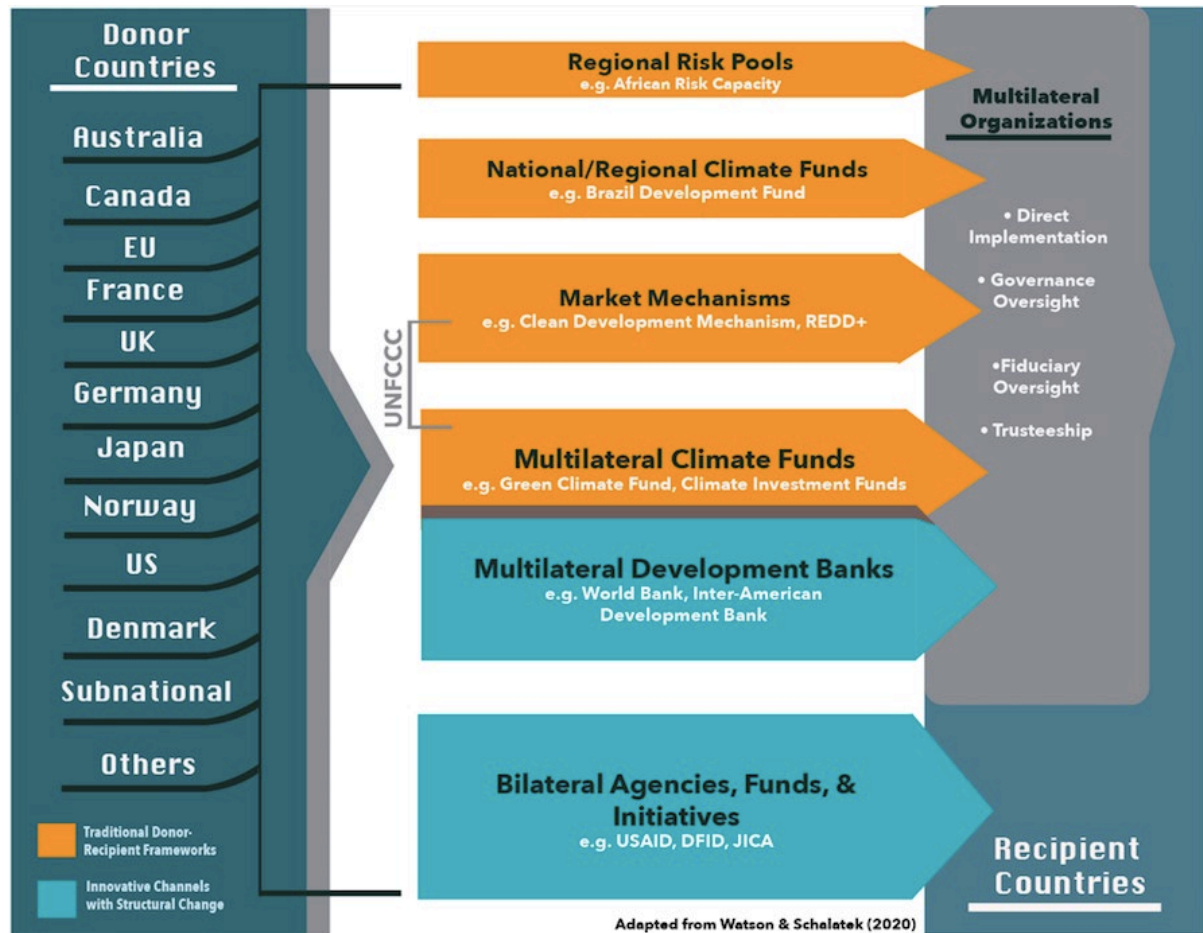 Donor
Countries
Australia
Canada
EU
France
UK
Germany
Japan
Norway
US
Denmark
Subnational
Others
Traditional Donor-
Recipient Frameworks
Innovative Channels
with Structural Change
UNFCCC
Regional Risk Pools
e.g. African Risk Capacity
National/Regional Climate Funds
e.g. Brazil Development Fund
Market Mechanisms
e.g. Clean Development Mechanism, REDD+
Multilateral Climate Funds
e.g. Green Climate Fund, Climate Investment Funds
Multilateral Development Banks
e.g. World Bank, Inter-American
Development Bank
Bilateral Agencies, Funds, &
Initiatives
e.g. USAID, DFID, JICA
Adapted from Watson & Schalatek (2020)
Multilateral
Organizations
• Direct
Implementation
• Governance
Oversight
•Fiduciary
Oversight
• Trusteeship
Recipient
Countries